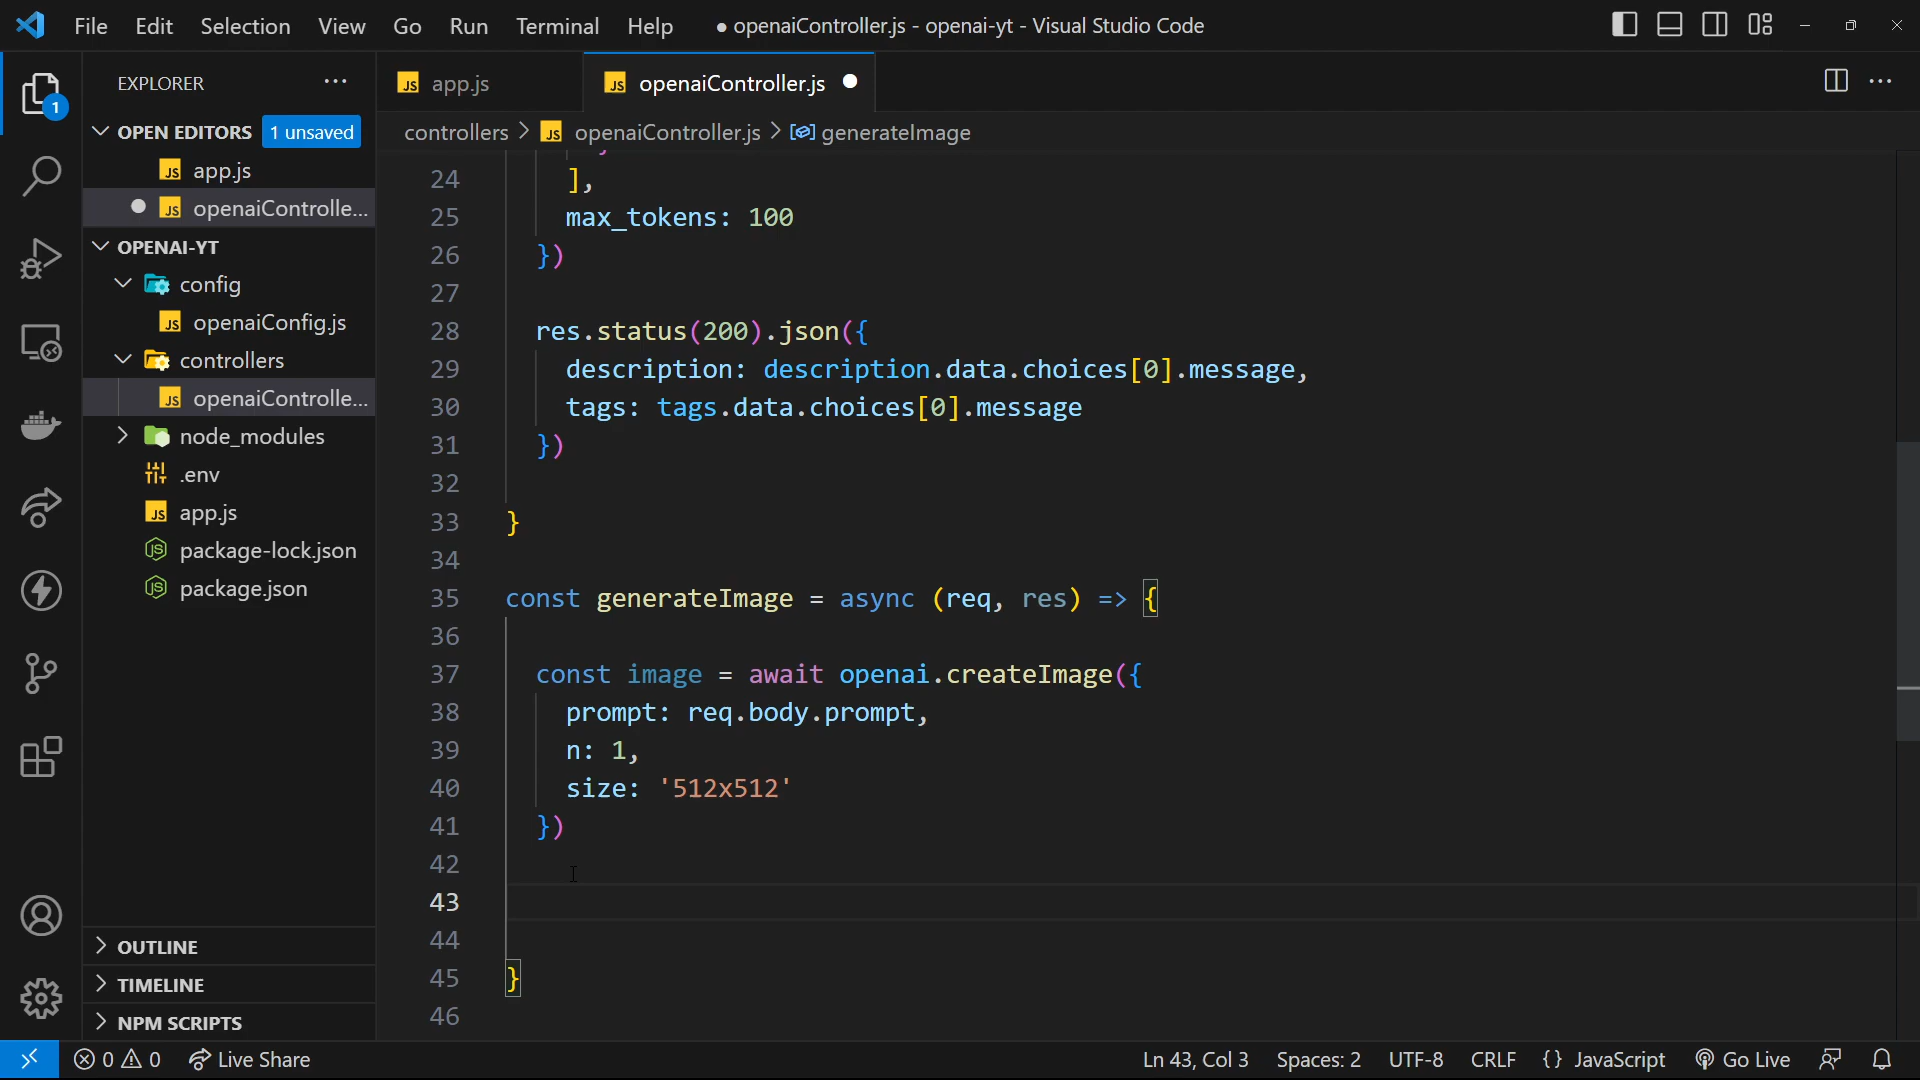 File Edit Selection View Go Run Terminal Help
● openaiController.js - openai-yt - Visual Studio Code
EXPLORER ···
1
OPEN EDITORS 1 unsaved
JS app.js
● JS openaiControlle...
OPENAI-YT
config
JS openaiConfig.js
controllers
JS openaiControlle...
node_modules
.env
JS app.js
package-lock.json
package.json
OUTLINE
TIMELINE
NPM SCRIPTS
JS app.js
JS openaiController.js ●
controllers > JS openaiController.js > generateImage
24 ],
25 max_tokens: 100
26 })
27
28 res.status(200).json({
29 description: description.data.choices[0].message,
30 tags: tags.data.choices[0].message
31 })
32
33 }
34
35 const generateImage = async (req, res) => {
36
37 const image = await openai.createImage({
38 prompt: req.body.prompt,
39 n: 1,
40 size: '512x512'
41 })
42
43
44
45 }
46
0 0 Live Share
Ln 43, Col 3 Spaces: 2 UTF-8 CRLF {} JavaScript Go Live